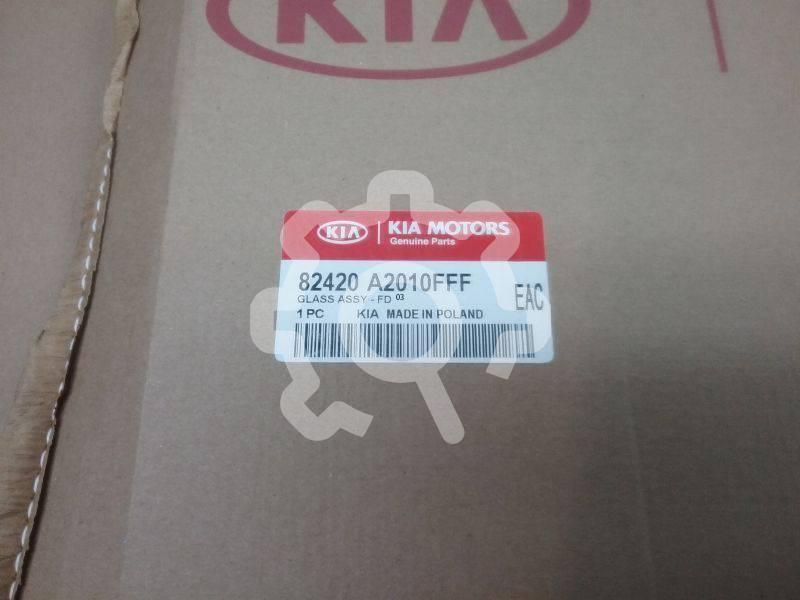 KIA
KIA KIA MOTORS
Genuine Parts
82420 A2010FFF
GLASS ASSY - FD 03
EAC
1 PC KIA MADE IN POLAND